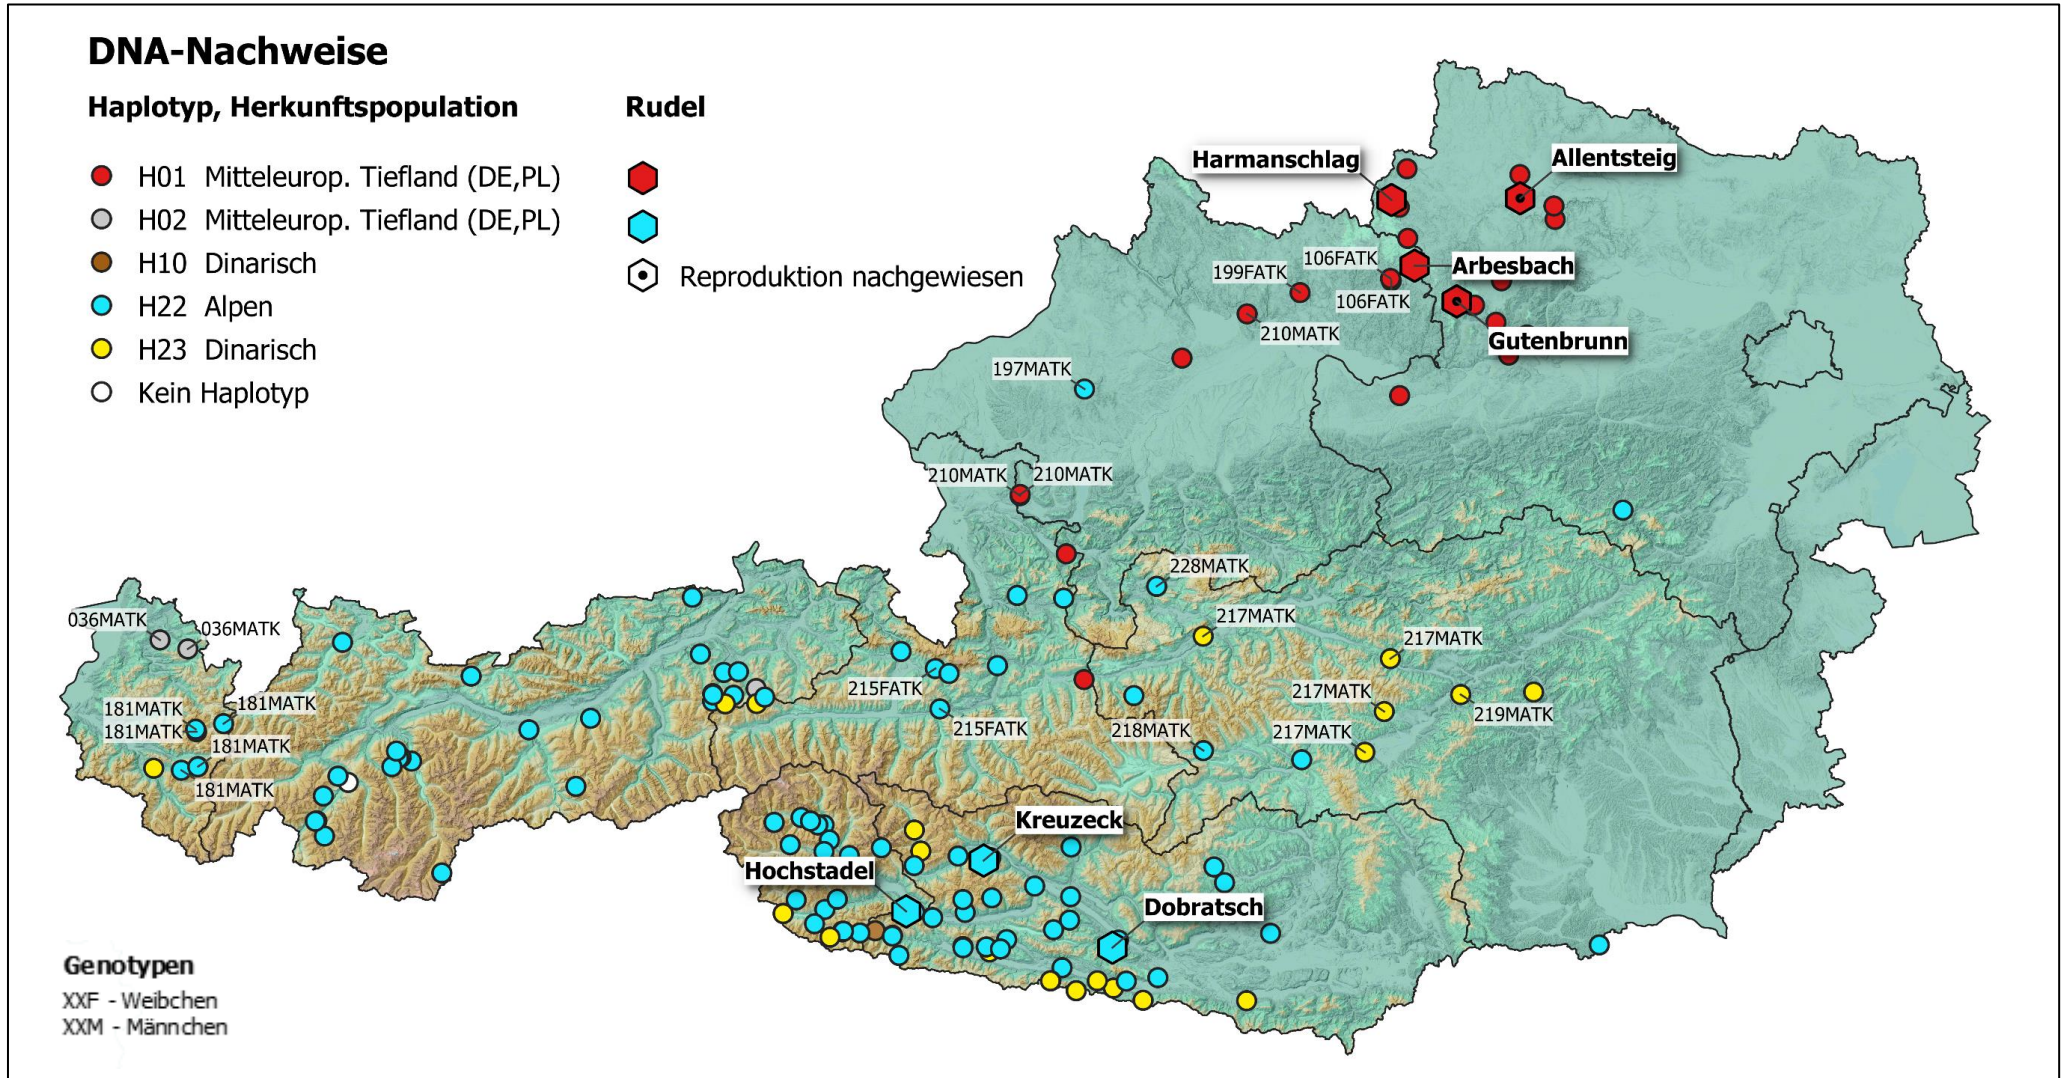 DNA-Nachweise
Haplotyp, Herkunftspopulation
Rudel
H01 Mitteleurop. Tiefland (DE,PL)
H02 Mitteleurop. Tiefland (DE,PL)
H10 Dinarisch
H22 Alpen
H23 Dinarisch
Kein Haplotyp
Reproduktion nachgewiesen
Harmanschlag
Allentsteig
106FATK
Arbesbach
199FATK
106FATK
210MATK
Gutenbrunn
197MATK
210MATK 210MATK
228MATK
217MATK
036MATK
036MATK
217MATK
215FATK
217MATK
181MATK
181MATK
219MATK
181MATK
215FATK
218MATK
217MATK
181MATK
181MATK
Kreuzeck
Hochstadel
Dobratsch
Genotypen
XXF - Weibchen
XXM - Männchen